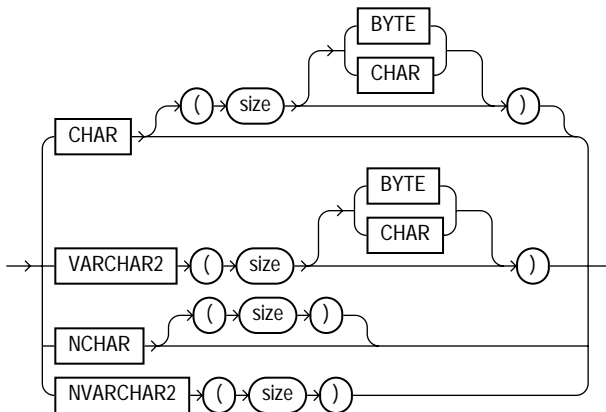 BYTE
CHAR
CHAR ( size )
BYTE
CHAR
VARCHAR2 ( size )
NCHAR ( size )
NVARCHAR2 ( size )